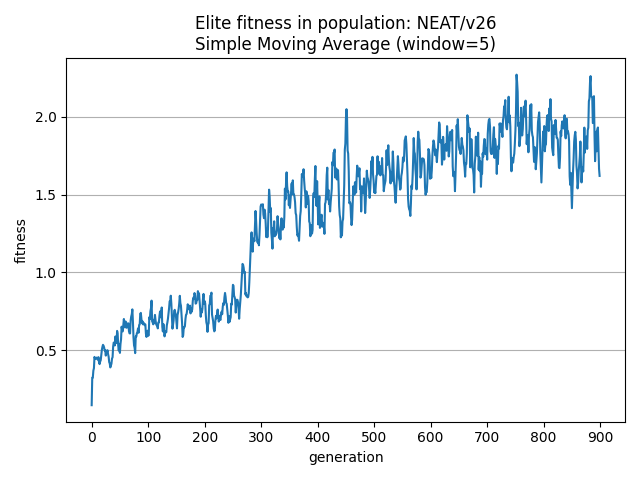 Elite fitness in population: NEAT/v26
Simple Moving Average (window=5)
fitness
2.0
1.5
1.0
0.5
0 100 200 300 400 500 600 700 800 900
generation